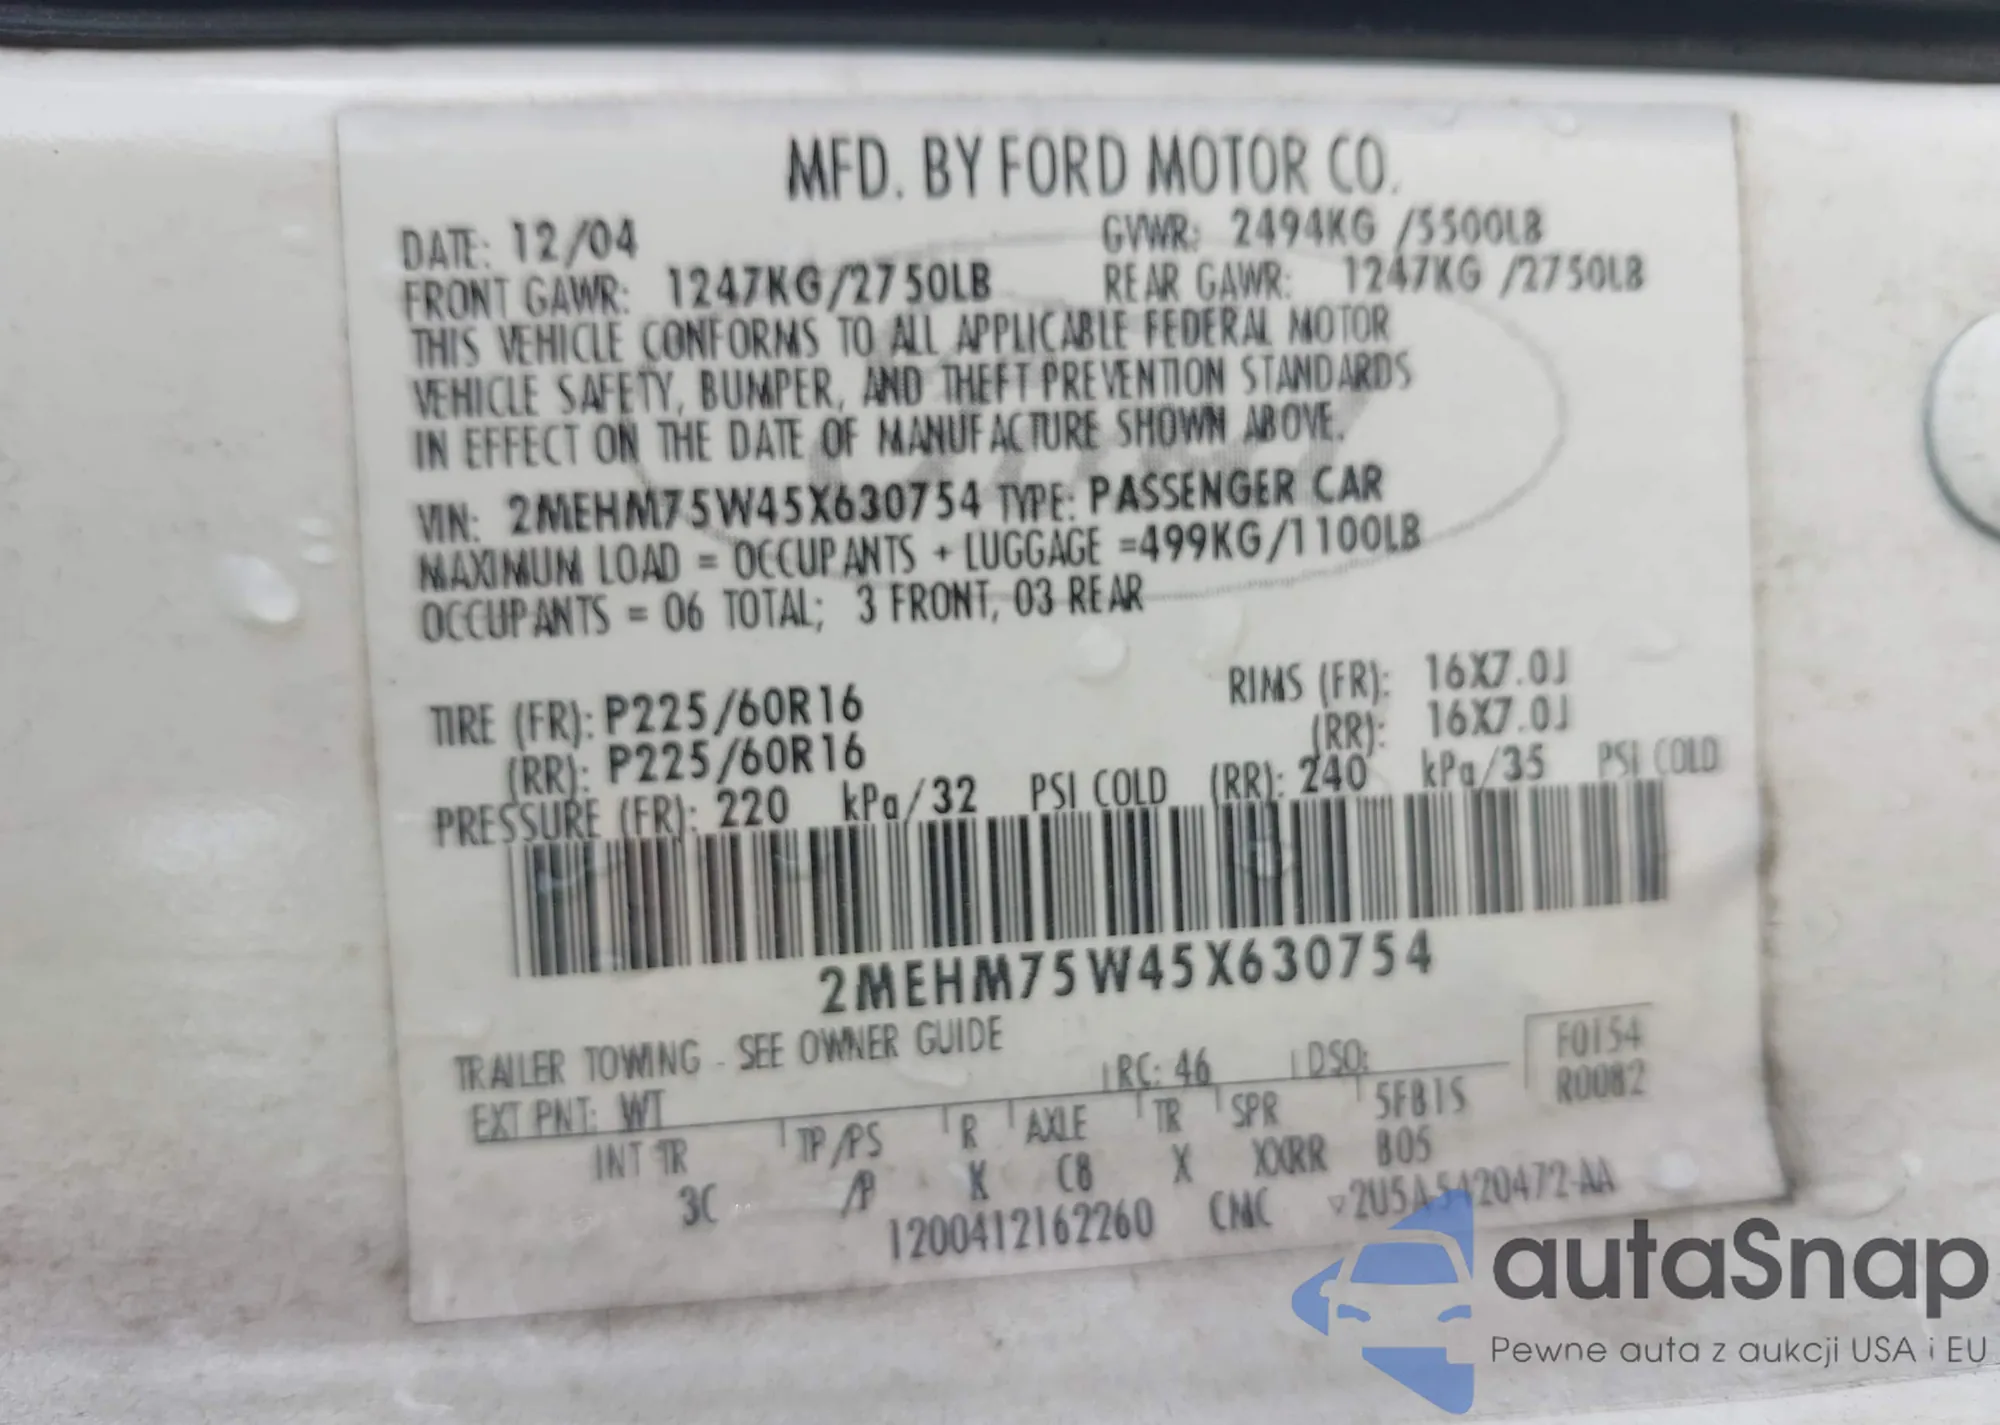 MFD. BY FORD MOTOR CO.
DATE: 12/04 GVWR: 2494KG /5500LB
FRONT GAWR: 1247KG/2750LB REAR GAWR: 1247KG /2750LB
THIS VEHICLE CONFORMS TO ALL APPLICABLE FEDERAL MOTOR
VEHICLE SAFETY, BUMPER, AND THEFT PREVENTION STANDARDS
IN EFFECT ON THE DATE OF MANUFACTURE SHOWN ABOVE.
VIN: 2MEHM75W45X630754 TYPE: PASSENGER CAR
MAXIMUM LOAD = OCCUPANTS + LUGGAGE =499KG/1100LB
OCCUPANTS = 06 TOTAL; 3 FRONT, 03 REAR
TIRE (FR): P225/60R16 RIMS (FR): 16X7.0J
(RR): P225/60R16 (RR): 16X7.0J
PRESSURE (FR): 220 kPa/32 PSI COLD (RR): 240 kPa/35 PSI COLD
2MEHM75W45X630754
TRAILER TOWING - SEE OWNER GUIDE
EXT PNT: WT RC: 46 DSO: F0154
R0082
INT TR TP/PS R AXLE TR SPR 5FB1S
3C /P K C8 X XXRR B05
1200412162260 CMC 2U5A-5420472-AA
autaSnap
Pewne auta z aukcji USA i EU